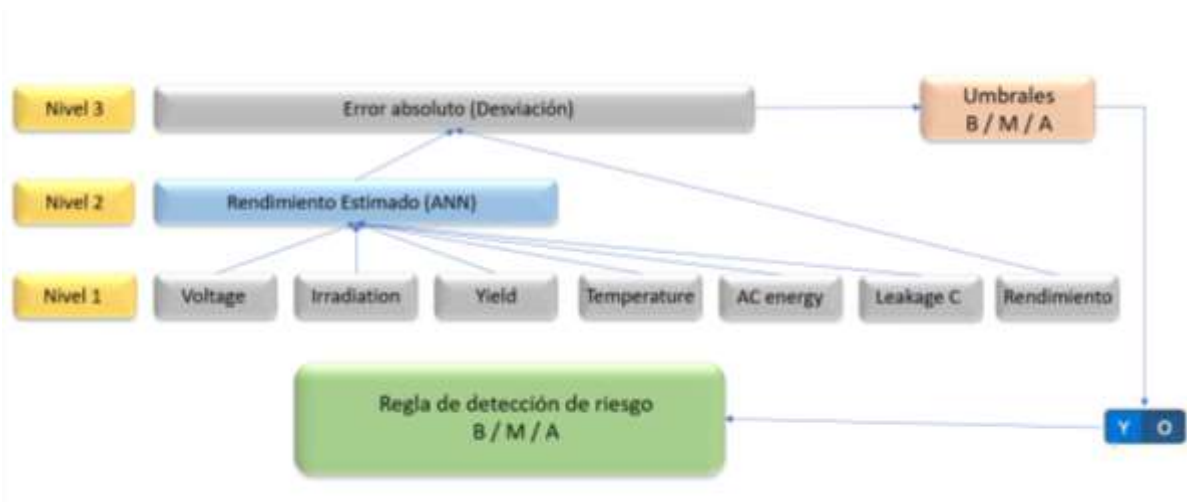 Nivel 3
Error absoluto (Desviación)
Umbrales
B / M / A
Nivel 2
Rendimiento Estimado (ANN)
Nivel 1
Voltage
Irradiation
Yield
Temperature
AC energy
Leakage C
Rendimiento
Regla de detección de riesgo
B / M / A
Y O